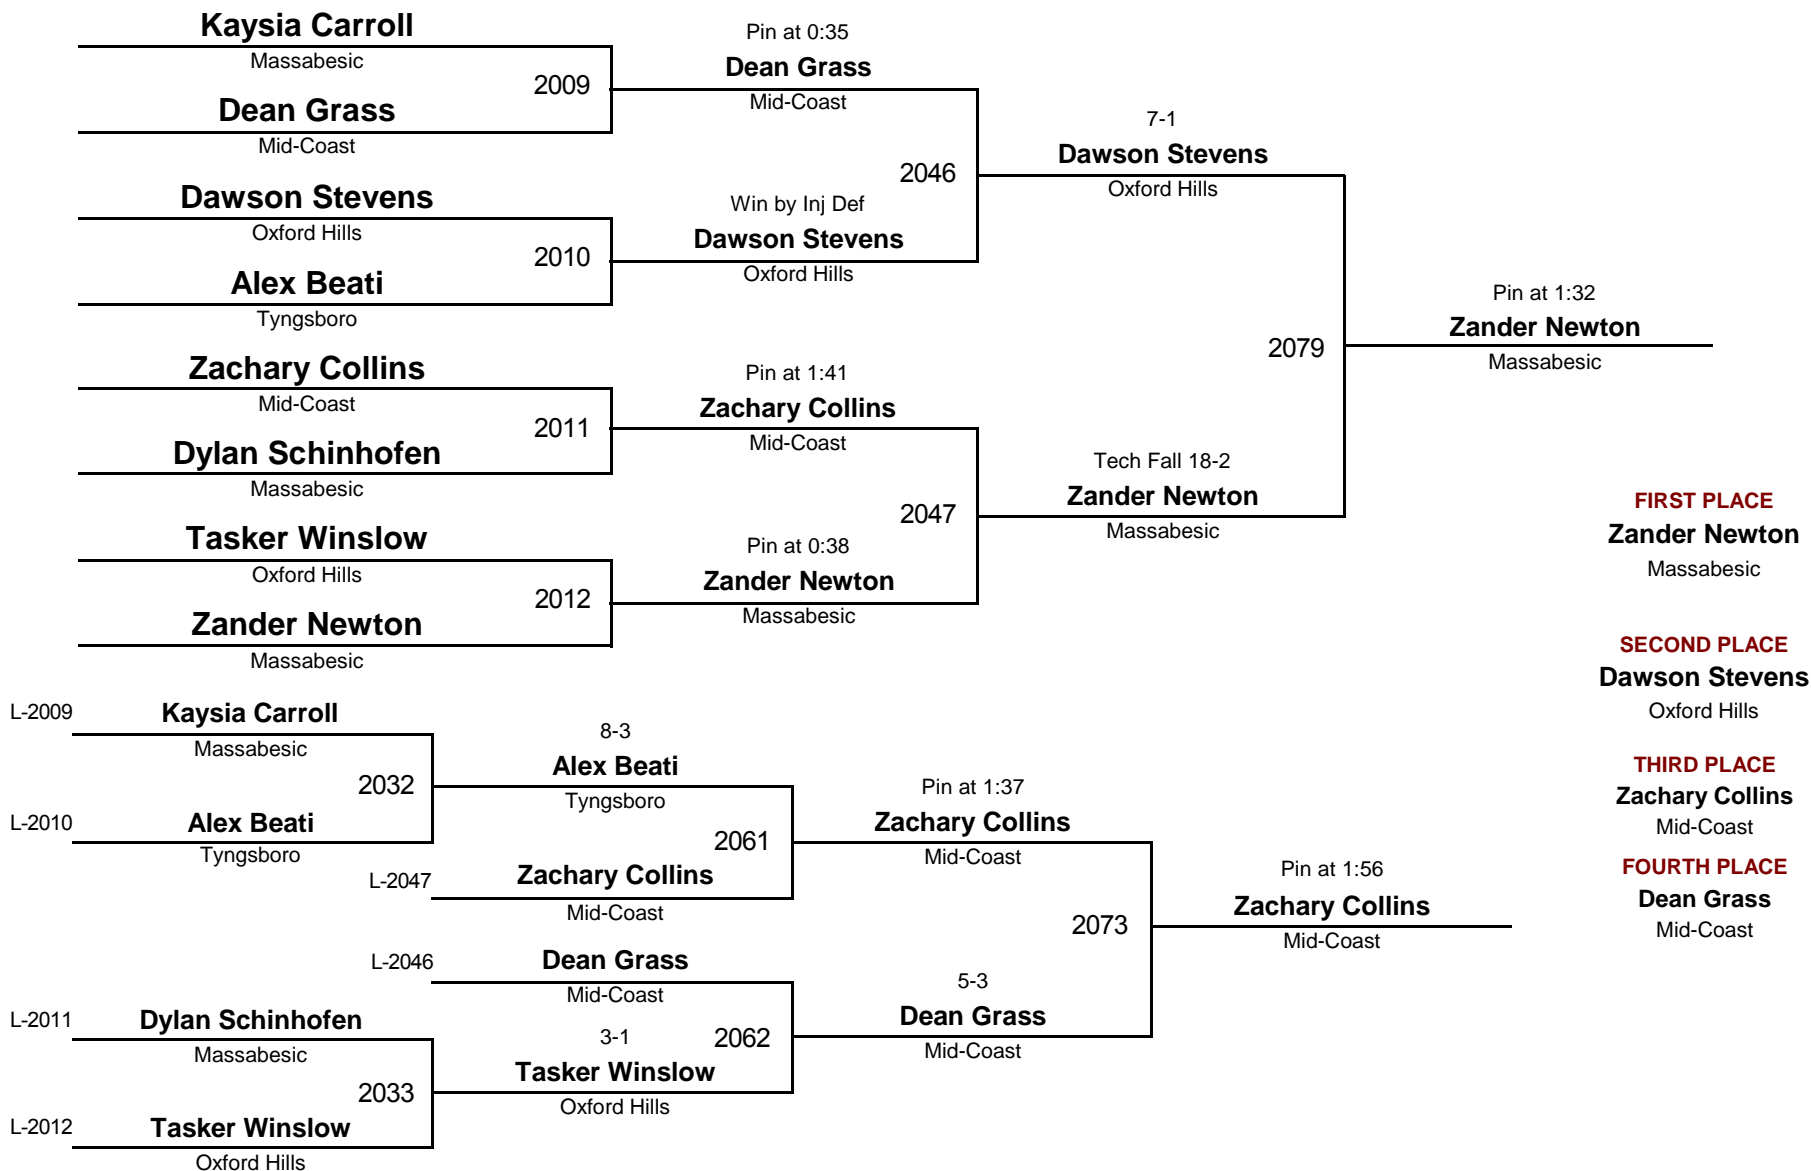 Kaysia Carroll
Massabesic
2009
Dean Grass
Mid-Coast
Dawson Stevens
Oxford Hills
2010
Alex Beati
Tyngsboro
Zachary Collins
Mid-Coast
2011
Dylan Schinhofen
Massabesic
Tasker Winslow
Oxford Hills
2012
Zander Newton
Massabesic
Pin at 0:35
Dean Grass
Mid-Coast
2046
Win by Inj Def
Dawson Stevens
Oxford Hills
Pin at 1:41
Zachary Collins
Mid-Coast
2047
Pin at 0:38
Zander Newton
Massabesic
7-1
Dawson Stevens
Oxford Hills
2079
Tech Fall 18-2
Zander Newton
Massabesic
Pin at 1:32
Zander Newton
Massabesic
FIRST PLACE
Zander Newton
Massabesic
SECOND PLACE
Dawson Stevens
Oxford Hills
THIRD PLACE
Zachary Collins
Mid-Coast
FOURTH PLACE
Dean Grass
Mid-Coast
L-2009
Kaysia Carroll
Massabesic
2032
L-2010
Alex Beati
Tyngsboro
8-3
Alex Beati
Tyngsboro
2061
L-2047
Zachary Collins
Mid-Coast
L-2046
Dean Grass
Mid-Coast
2062
L-2011
Dylan Schinhofen
Massabesic
2033
L-2012
Tasker Winslow
Oxford Hills
3-1
Tasker Winslow
Oxford Hills
Pin at 1:37
Zachary Collins
Mid-Coast
2073
5-3
Dean Grass
Mid-Coast
Pin at 1:56
Zachary Collins
Mid-Coast